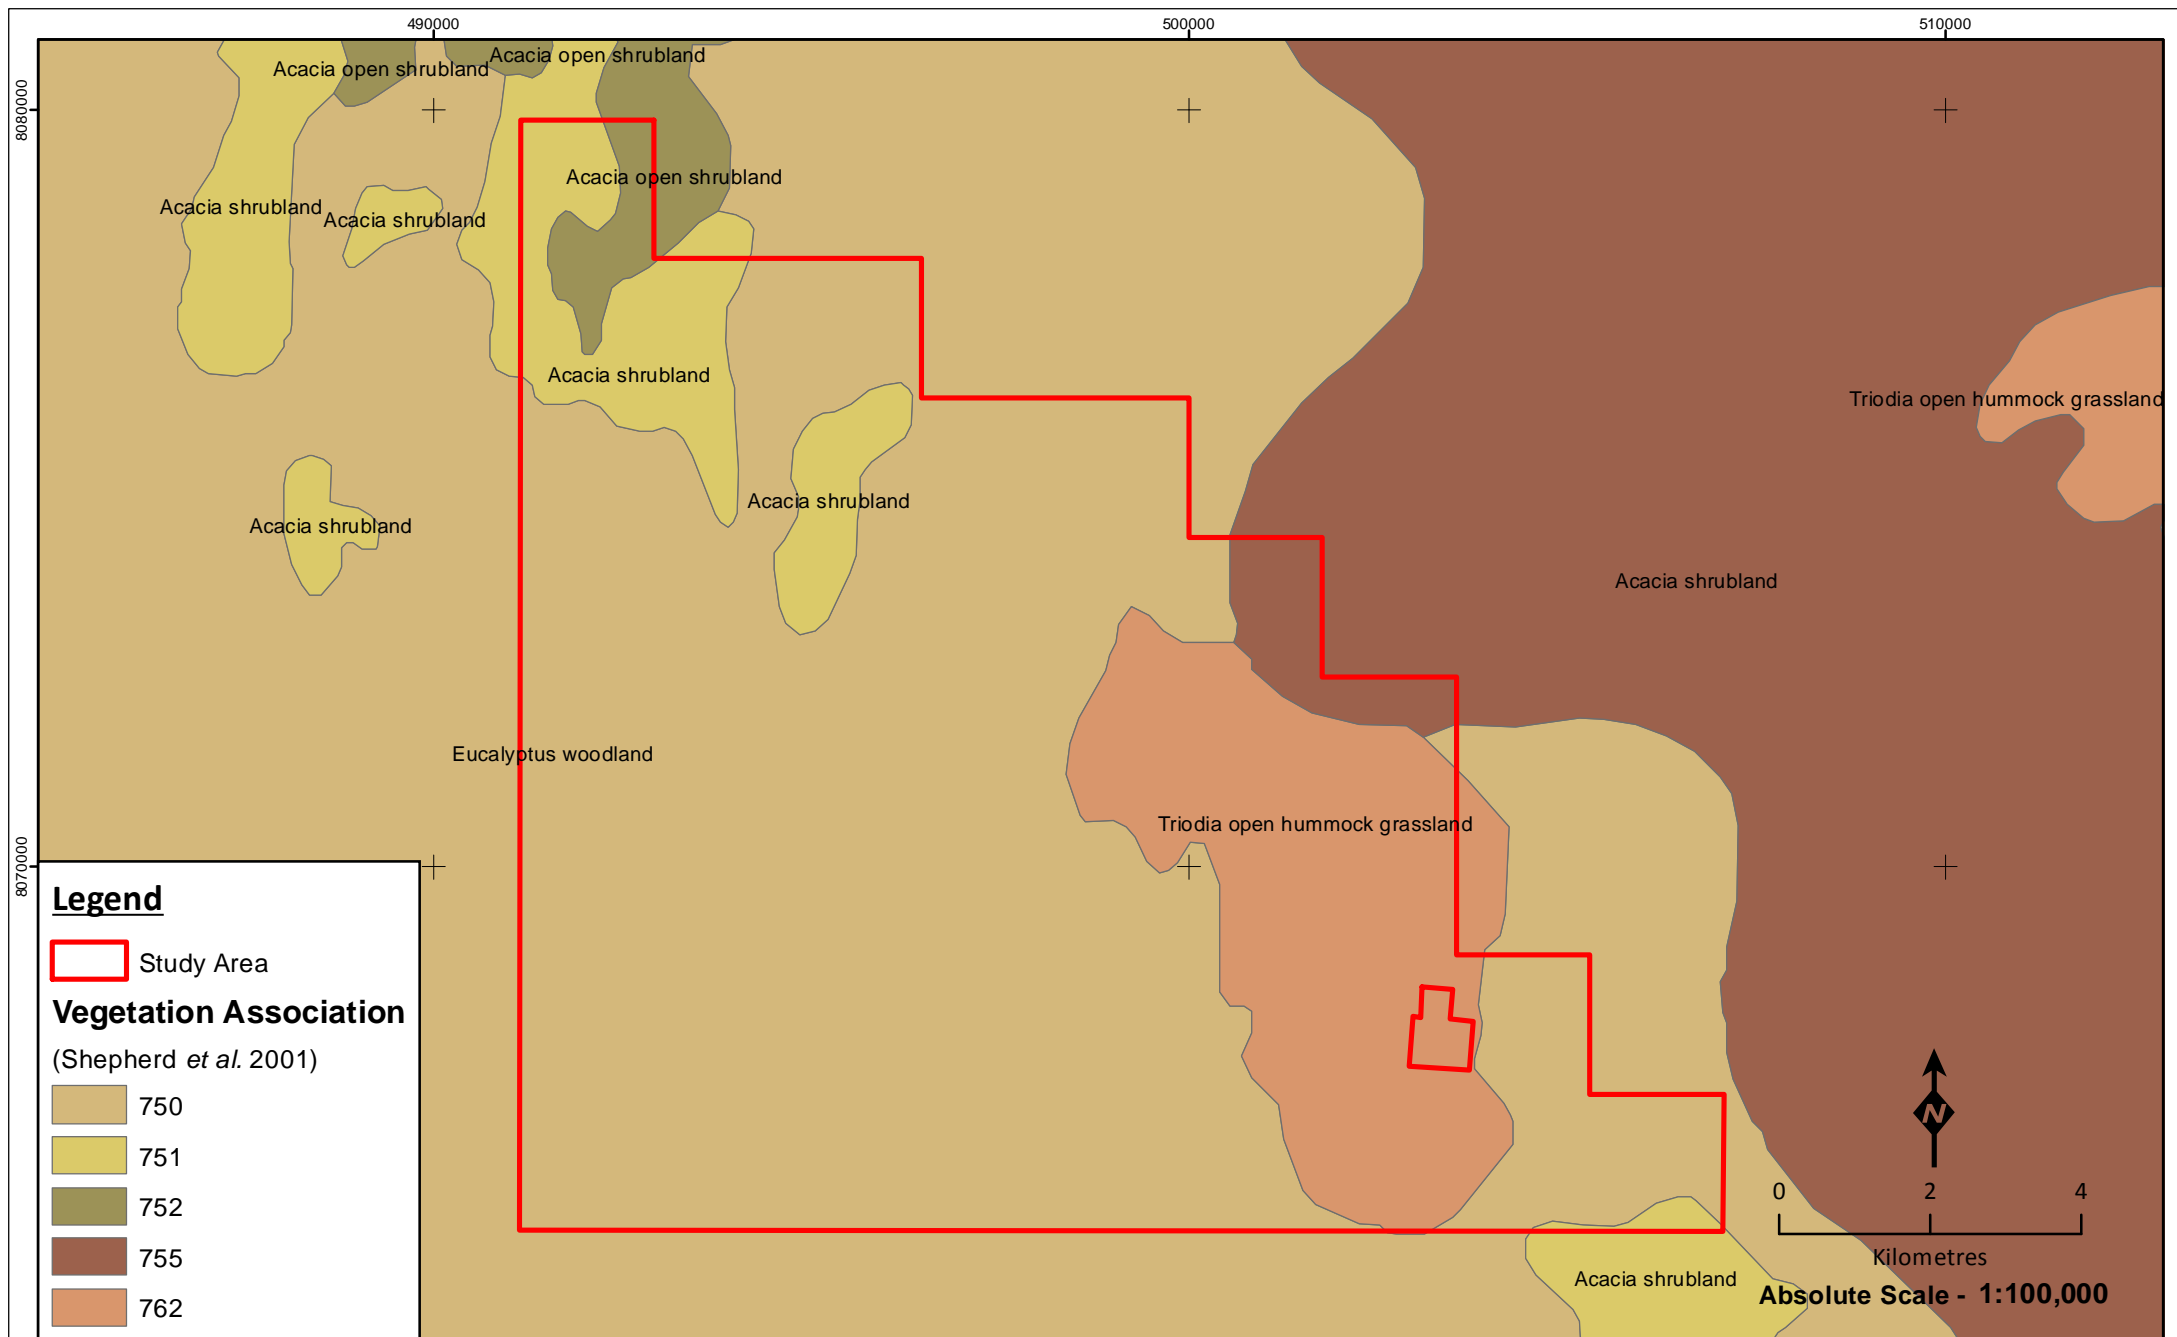 490000
500000
510000
8080000
8070000
Acacia open shrubland
Acacia open shrubland
Acacia open shrubland
Acacia shrubland
Acacia shrubland
Acacia shrubland
Triodia open hummock grassland
Acacia shrubland
Acacia shrubland
Acacia shrubland
Eucalyptus woodland
Triodia open hummock grassland
Legend
Study Area
Vegetation Association
(Shepherd et al. 2001)
750
751
752
755
762
N
0 2 4
Kilometres
Acacia shrubland
Absolute Scale - 1:100,000